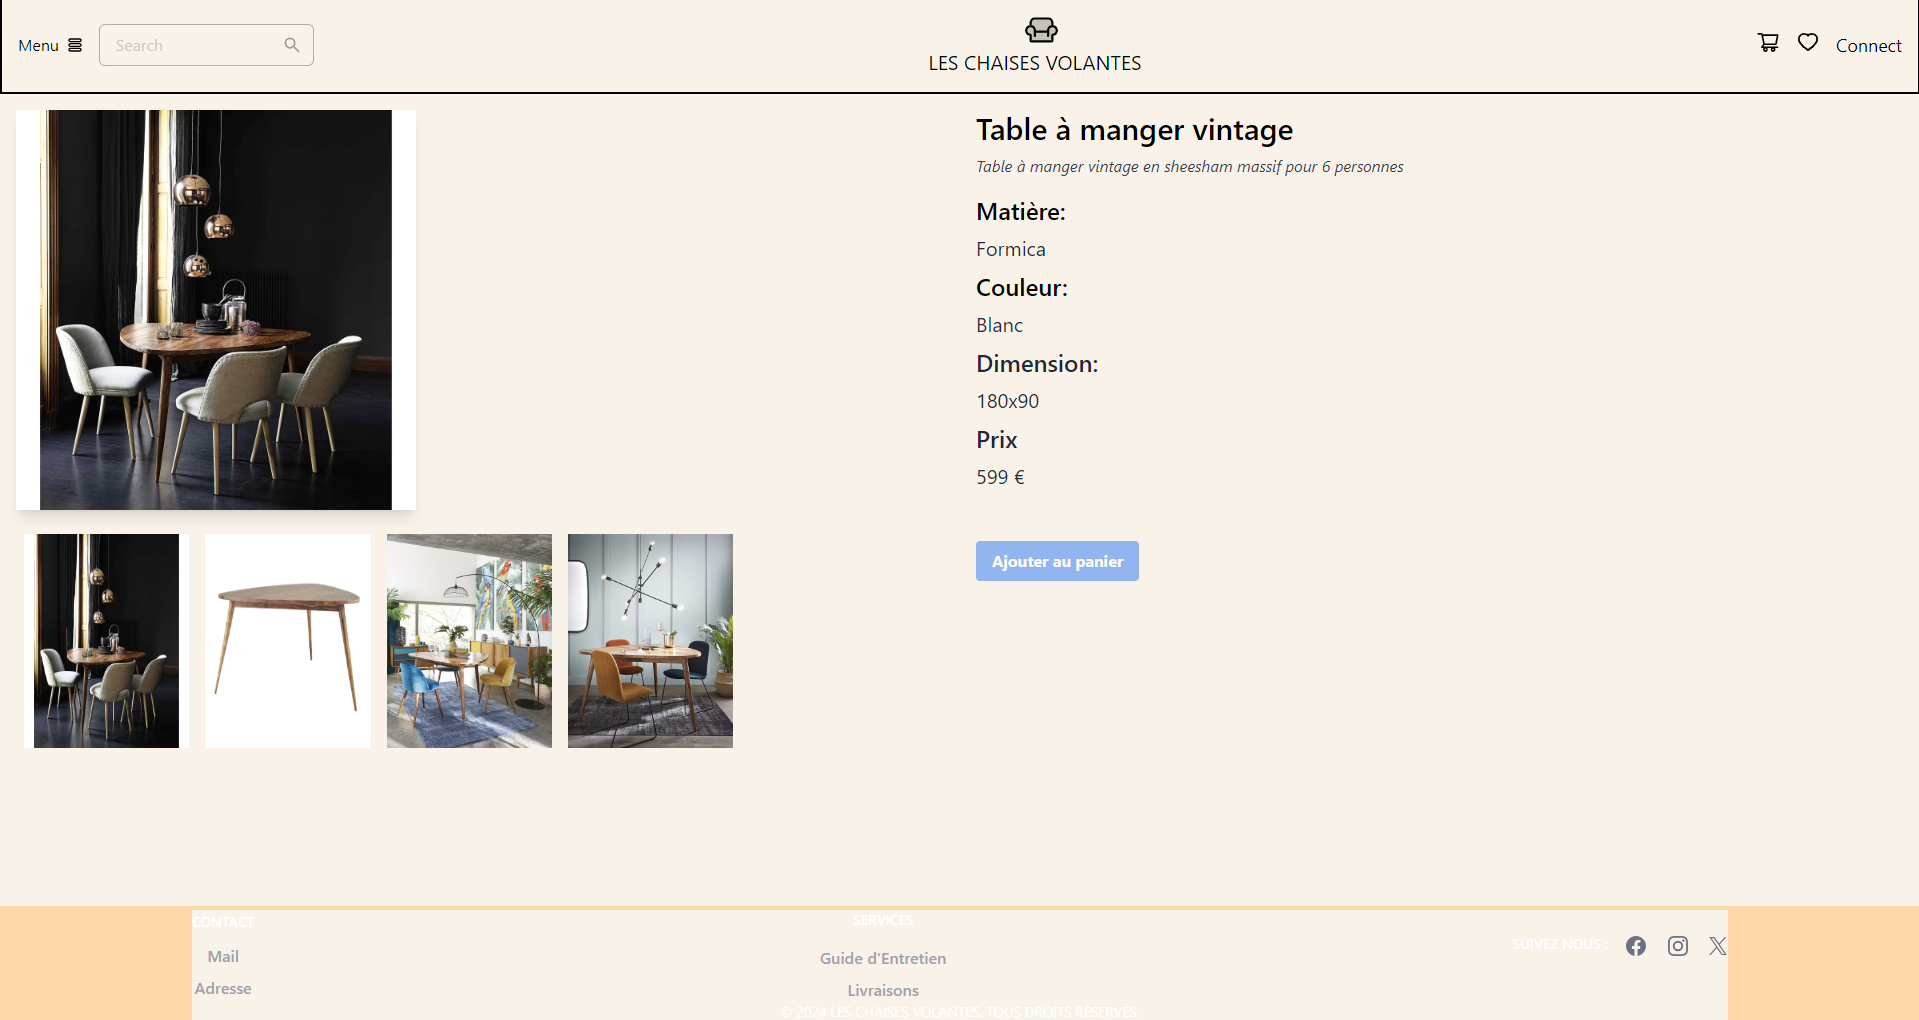 Menu
Search
LES CHAISES VOLANTES
Connect
Table à manger vintage
Table à manger vintage en sheesham massif pour 6 personnes
Matière:
Formica
Couleur:
Blanc
Dimension:
180x90
Prix
599 €
Ajouter au panier
CONTACT
Mail
Adresse
SERVICES
Guide d'Entretien
Livraisons
SUIVEZ NOUS :
© 2024 LES CHAISES VOLANTES. TOUS DROITS RÉSERVÉS.